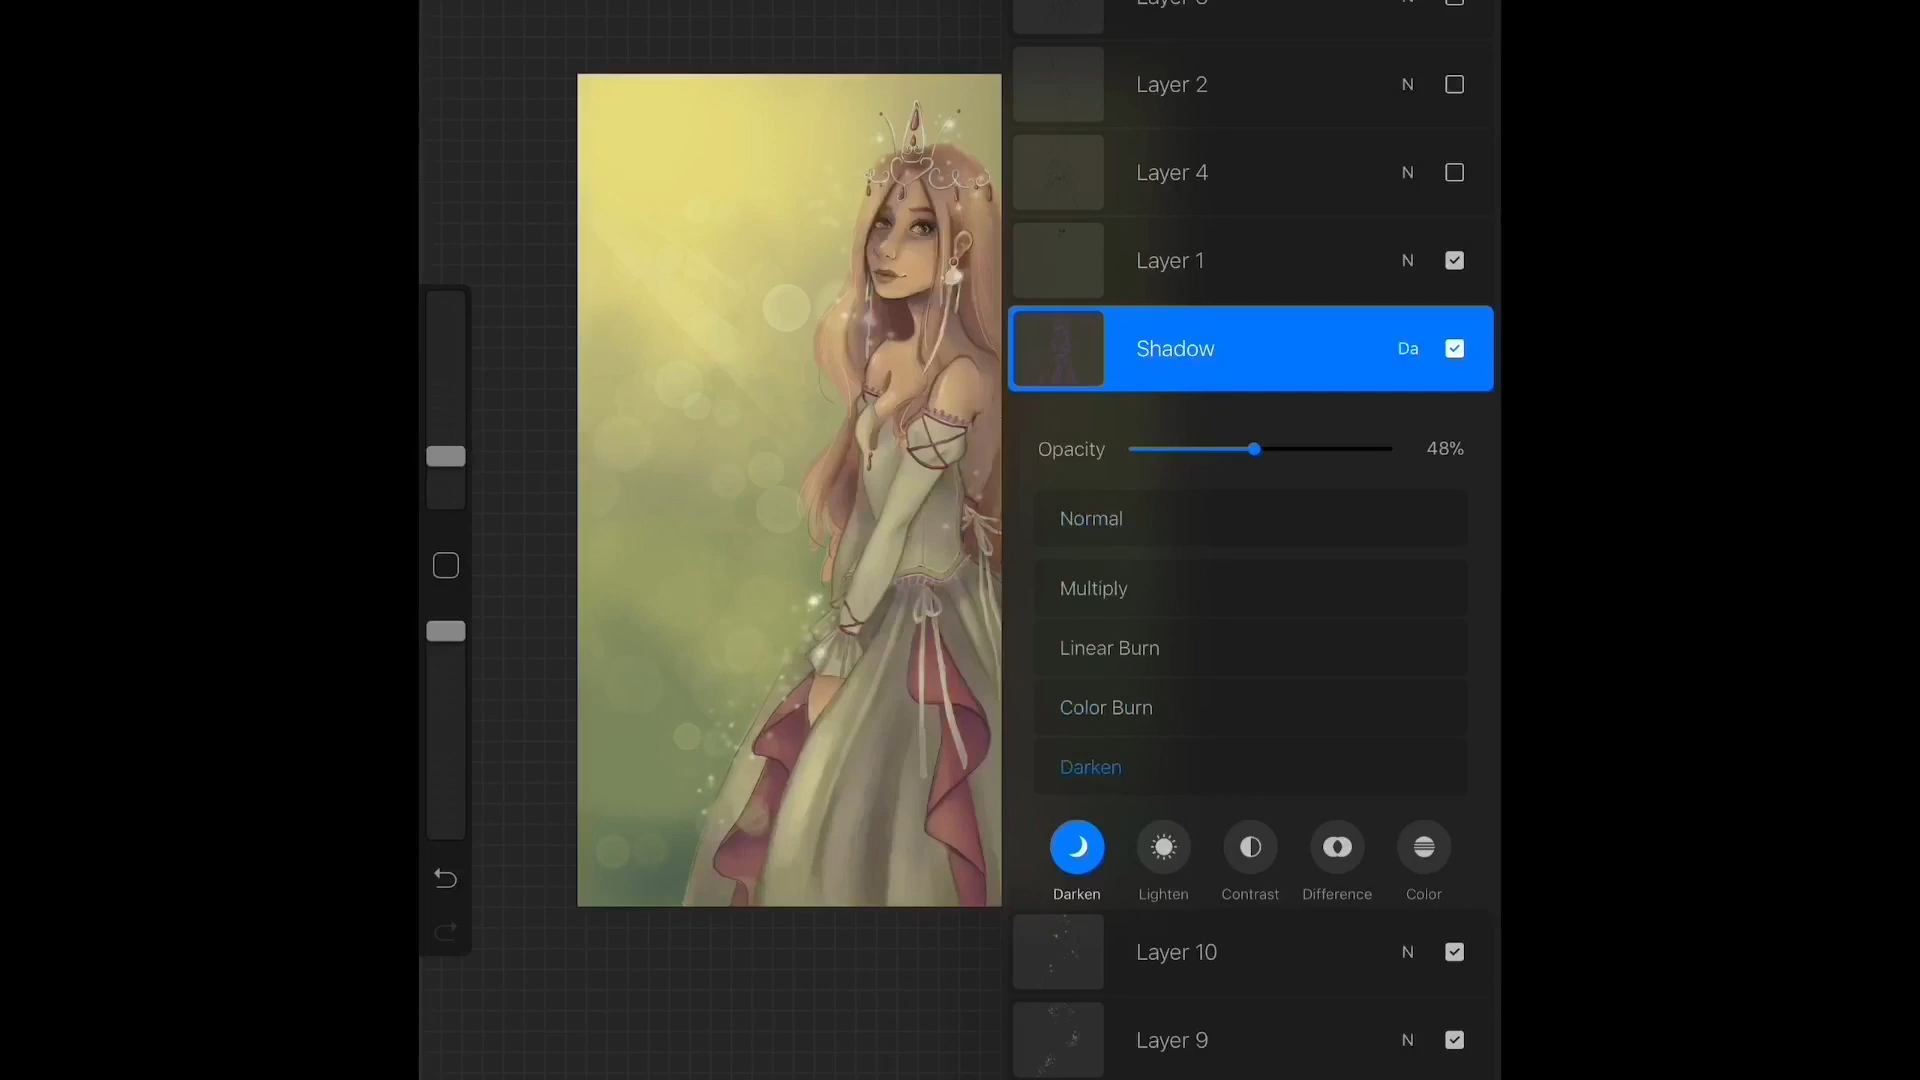 Layer 2 N
Layer 4 N
Layer 1 N
Shadow Da
Opacity 48%
Normal
Multiply
Linear Burn
Color Burn
Darken
Darken Lighten Contrast Difference Color
Layer 10 N
Layer 9 N